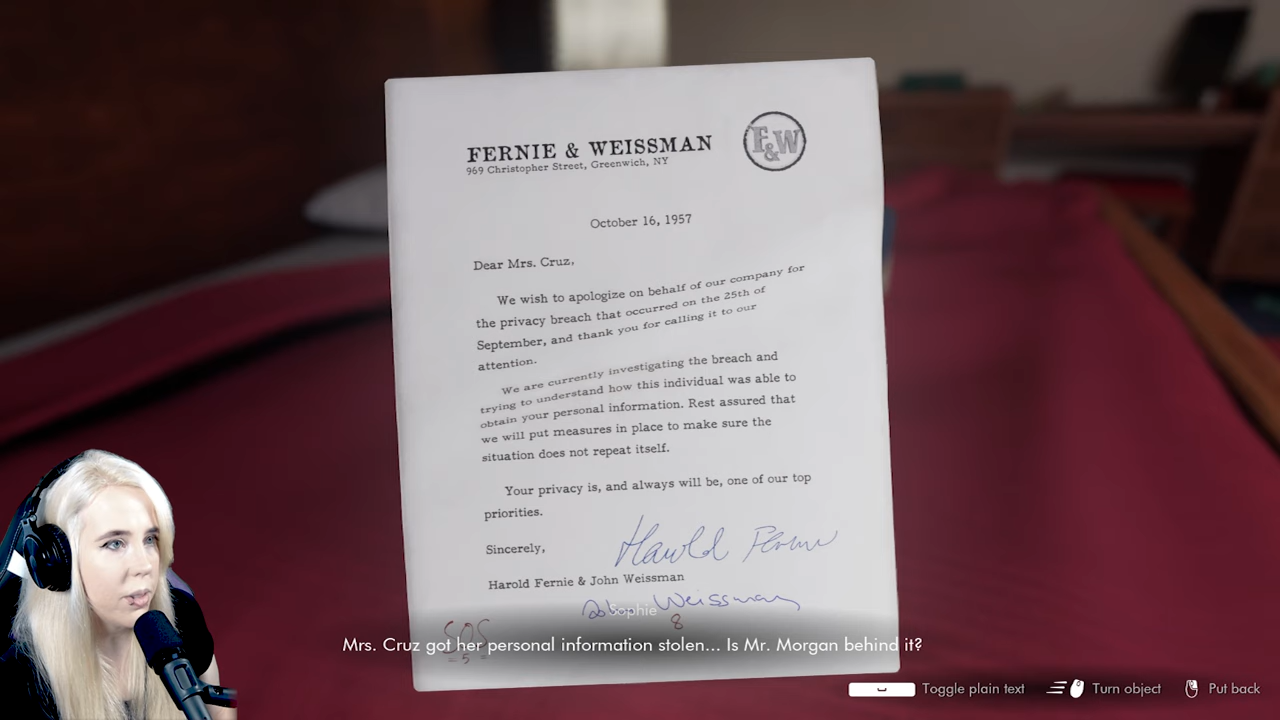 FERNIE & WEISSMAN
F&W
969 Christopher Street, Greenwich, NY
October 16, 1957
Dear Mrs. Cruz,
We wish to apologize on behalf of our company for
the privacy breach that occurred on the 25th of
September, and thank you for calling it to our
attention.
We are currently investigating the breach and
trying to understand how this individual was able to
obtain your personal information. Rest assured that
we will put measures in place to make sure the
situation does not repeat itself.
Your privacy is, and always will be, one of our top
priorities.
Sincerely,
Harold
Harold Fernie & John Weissman
Weissman
Sophie
8
SOS
Mrs. Cruz got her personal information stolen... Is Mr. Morgan behind it?
- 5 -
Toggle plain text
Turn object
Put back